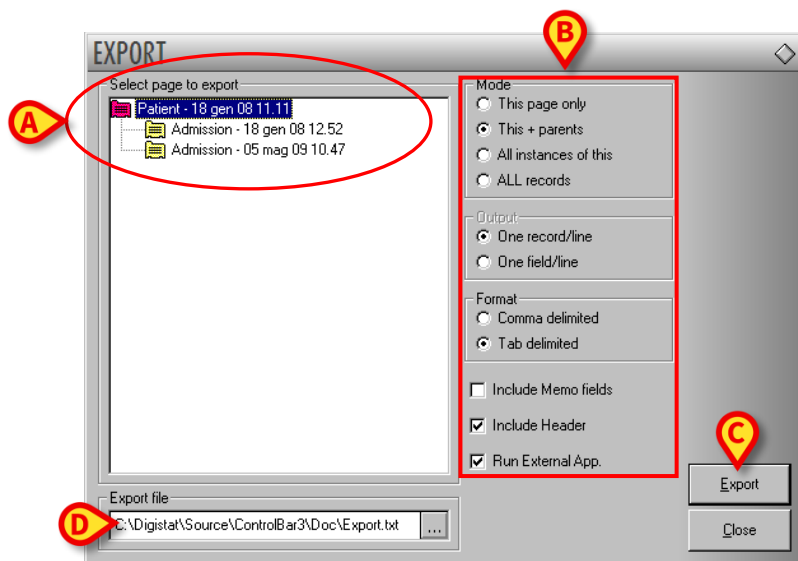 EXPORT
B
Select page to export
A
Patient - 18 gen 08 11.11
Admission - 18 gen 08 12.52
Admission - 05 mag 09 10.47
Mode
This page only
This + parents
All instances of this
ALL records
Output
One record/line
One field/line
Format
Comma delimited
Tab delimited
Include Memo fields
Include Header
Run External App.
C
Export
Close
Export file
D
C:\Digistat\Source\ControlBar3\Doc\Export.txt
...